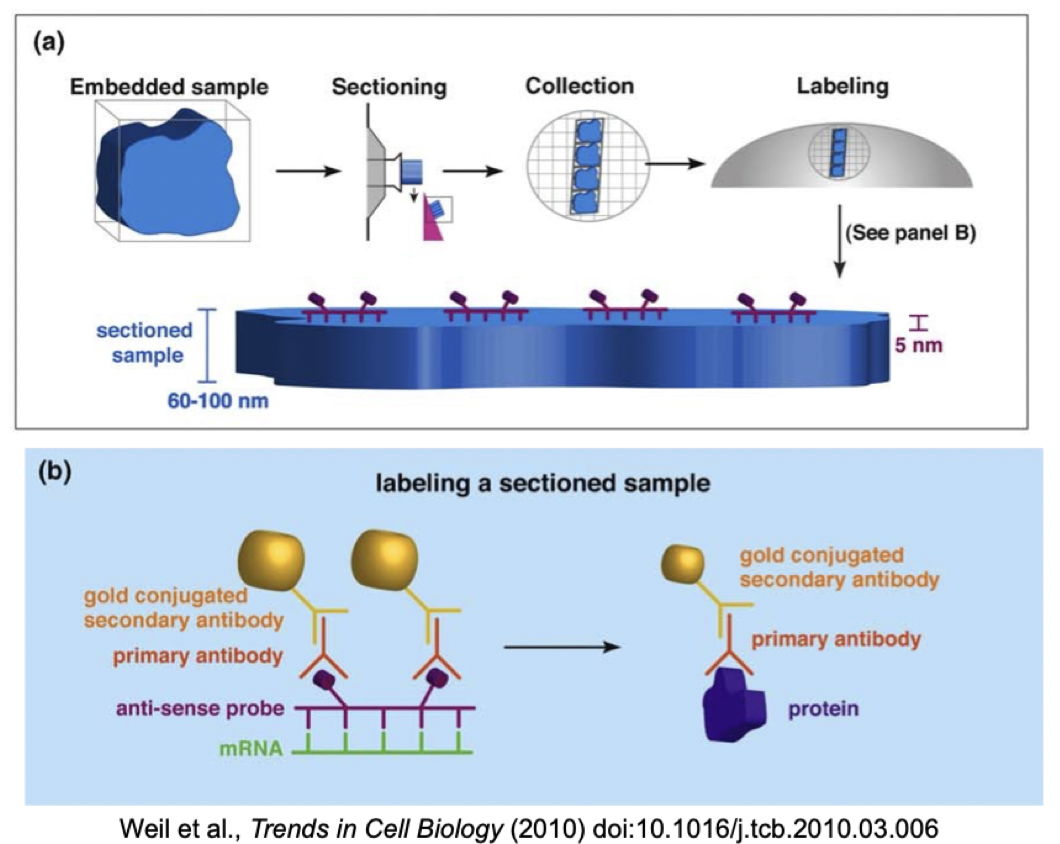 (a)
Embedded sample
Sectioning
Collection
Labeling
(See panel B)
sectioned
sample
60-100 nm
5 nm
(b)
labeling a sectioned sample
gold conjugated
secondary antibody
primary antibody
anti-sense probe
mRNA
gold conjugated
secondary antibody
primary antibody
protein
Weil et al., Trends in Cell Biology (2010) doi:10.1016/j.tcb.2010.03.006